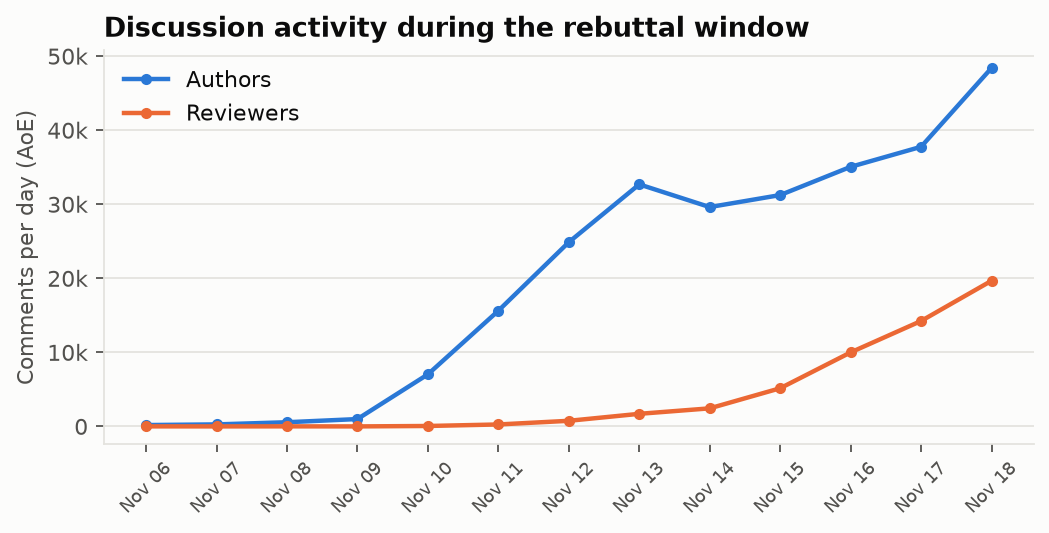 Discussion activity during the rebuttal window
Comments per day (AoE)
50k
40k
30k
20k
10k
0
Authors
Reviewers
Nov 06
Nov 07
Nov 08
Nov 09
Nov 10
Nov 11
Nov 12
Nov 13
Nov 14
Nov 15
Nov 16
Nov 17
Nov 18